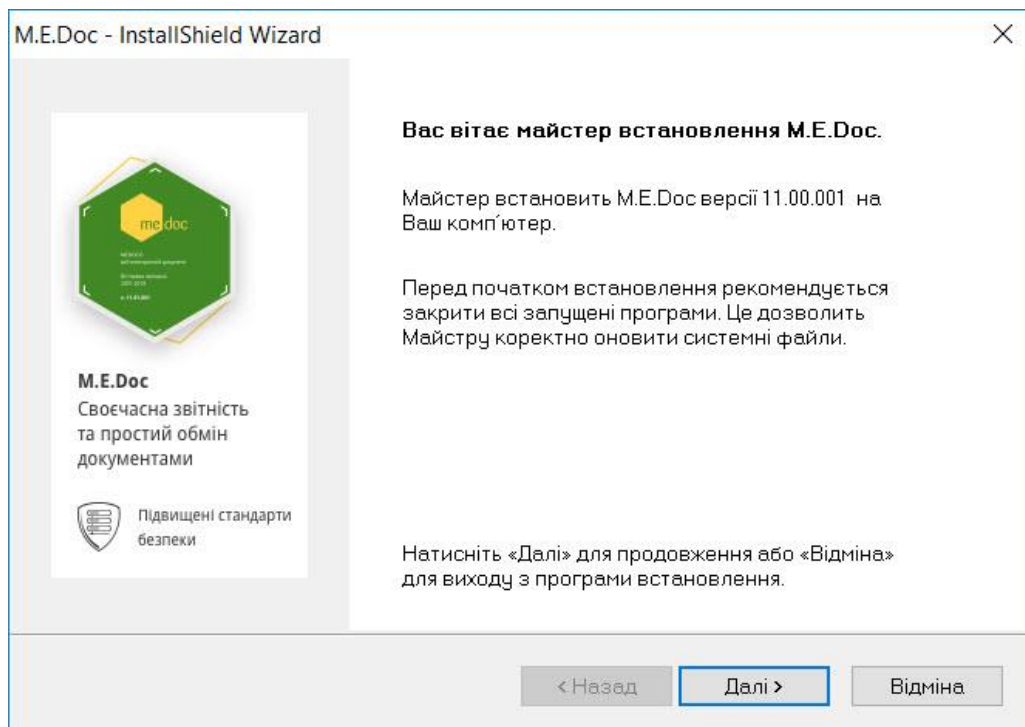 M.E.Doc - InstallShield Wizard
me doc
M.E.Doc
Своєчасна звітність
та простий обмін
документами
Підвищені стандарти
безпеки
Вас вітає майстер встановлення M.E.Doc.
Майстер встановить M.E.Doc версії 11.00.001 на
Ваш комп´ютер.
Перед початком встановлення рекомендується
закрити всі запущені програми. Це дозволить
Майстру коректно оновити системні файли.
Натисніть «Далі» для продовження або «Відміна»
для виходу з програми встановлення.
< Назад
Далі >
Відміна